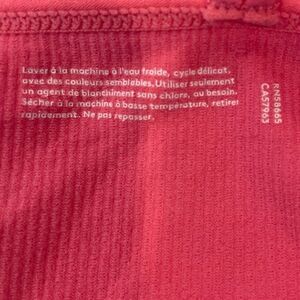 Laver à la machine à l'eau froide, cycle délicat,
avec des couleurs semblables. Utiliser seulement
un agent de blanchiment sans chlore, au besoin.
Sécher à la machine à basse température, retirer
rapidement. Ne pas repasser.
RN58665
CA57963